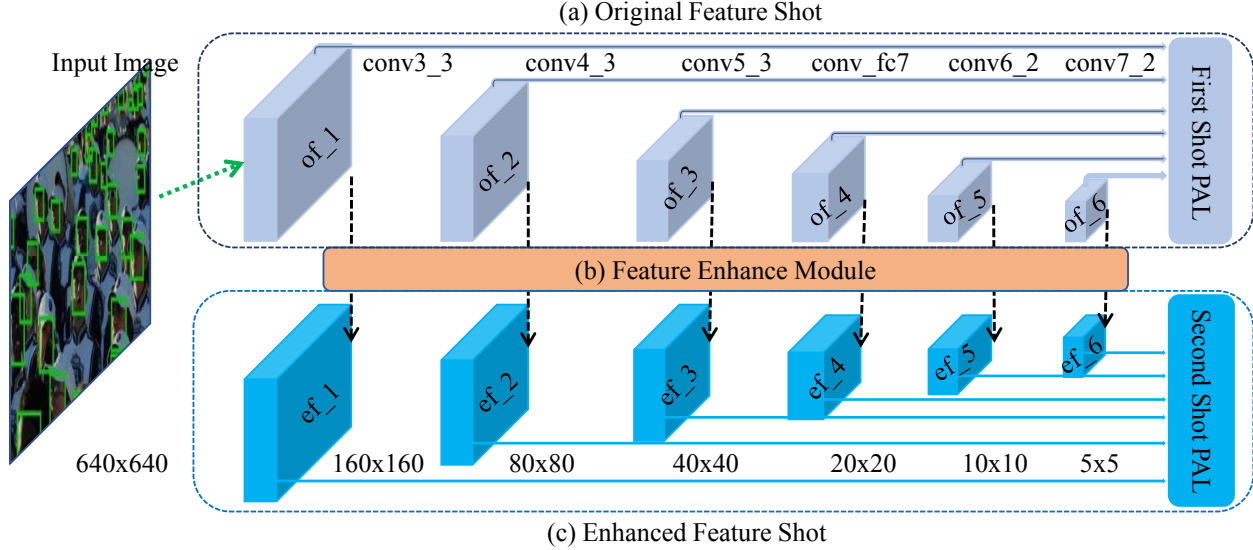 (a) Original Feature Shot
Input Image
conv3_3
conv4_3
conv5_3
conv_fc7
conv6_2
conv7_2
of_1
of_2
of_3
of_4
of_5
of_6
First Shot PAL
(b) Feature Enhance Module
ef_1
ef_2
ef_3
ef_4
ef_5
ef_6
Second Shot PAL
640x640
160x160
80x80
40x40
20x20
10x10
5x5
(c) Enhanced Feature Shot